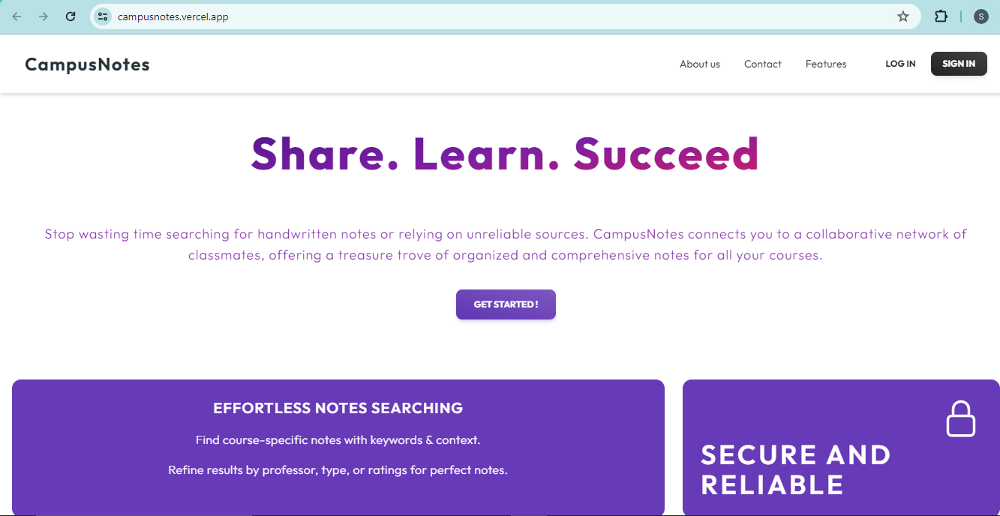 campusnotes.vercel.app
S
CampusNotes
About us Contact Features LOG IN SIGN IN
Share. Learn. Succeed
Stop wasting time searching for handwritten notes or relying on unreliable sources. CampusNotes connects you to a collaborative network of
classmates, offering a treasure trove of organized and comprehensive notes for all your courses.
GET STARTED !
EFFORTLESS NOTES SEARCHING
Find course-specific notes with keywords & context.
Refine results by professor, type, or ratings for perfect notes.
SECURE AND
RELIABLE